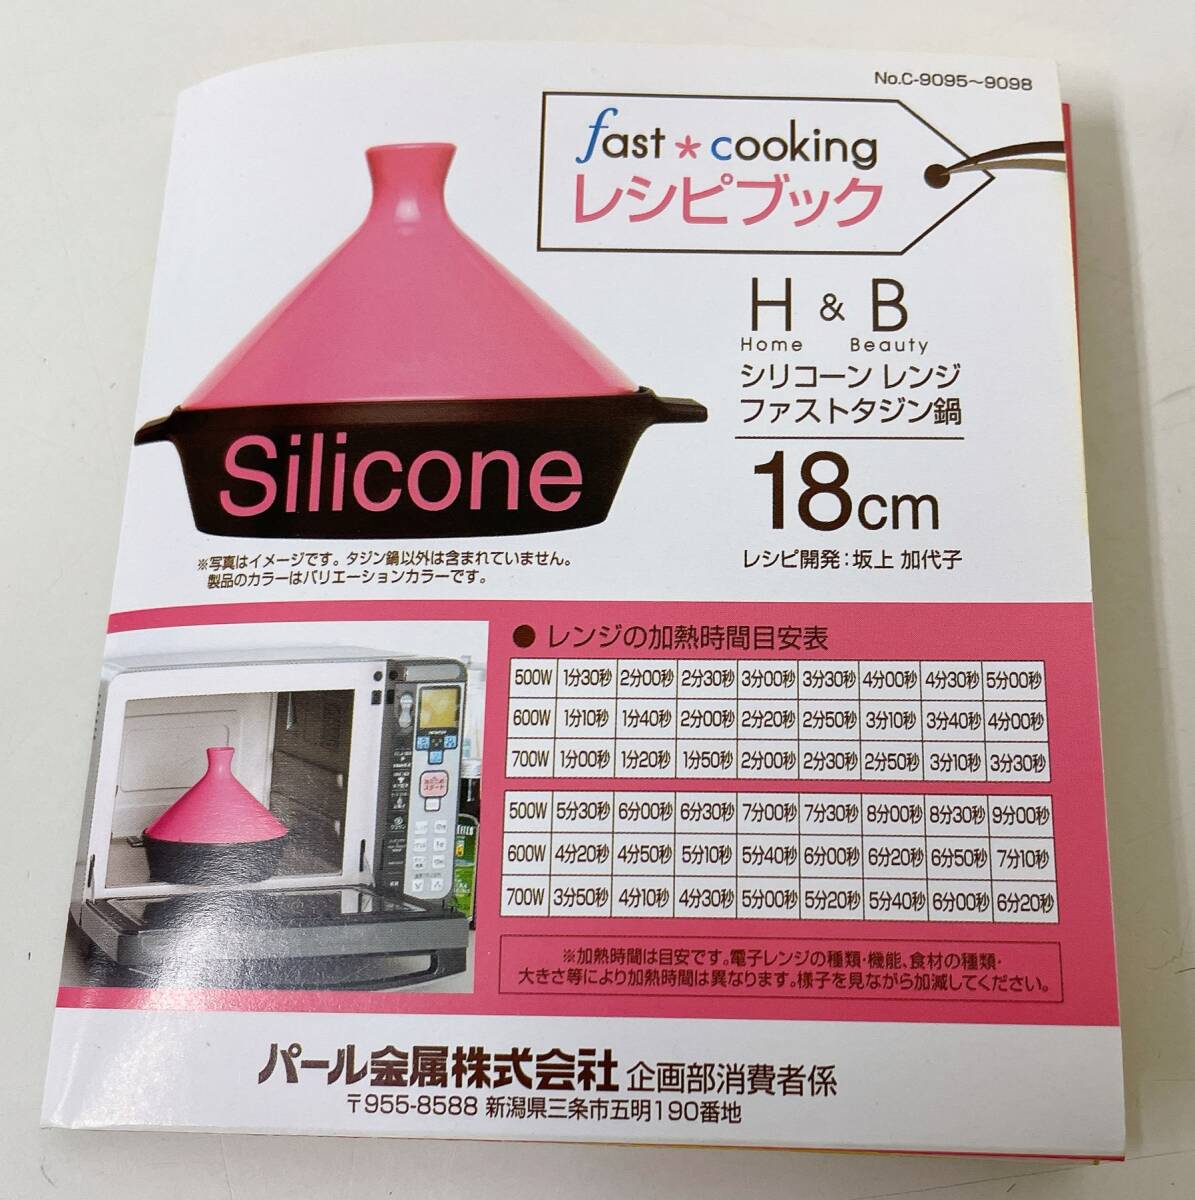 No.C-9095～9098
fast★cooking
レシピブック
H & B
Home Beauty
シリコーン レンジ
ファストタジン鍋
18cm
レシピ開発:坂上 加代子
Silicone
※写真はイメージです。タジン鍋以外は含まれていません。
製品のカラーはバリエーションカラーです。
● レンジの加熱時間目安表
500W 1分30秒 2分00秒 2分30秒 3分00秒 3分30秒 4分00秒 4分30秒 5分00秒
600W 1分10秒 1分40秒 2分00秒 2分20秒 2分50秒 3分10秒 3分40秒 4分00秒
700W 1分00秒 1分20秒 1分50秒 2分00秒 2分30秒 2分50秒 3分10秒 3分30秒
500W 5分30秒 6分00秒 6分30秒 7分00秒 7分30秒 8分00秒 8分30秒 9分00秒
600W 4分20秒 4分50秒 5分10秒 5分40秒 6分00秒 6分20秒 6分50秒 7分10秒
700W 3分50秒 4分10秒 4分30秒 5分00秒 5分20秒 5分40秒 6分00秒 6分20秒
※加熱時間は目安です。電子レンジの種類・機能、食材の種類・
大きさ等により加熱時間は異なります。様子を見ながら加減してください。
パール金属株式会社 企画部消費者係
〒955-8588 新潟県三条市五明190番地